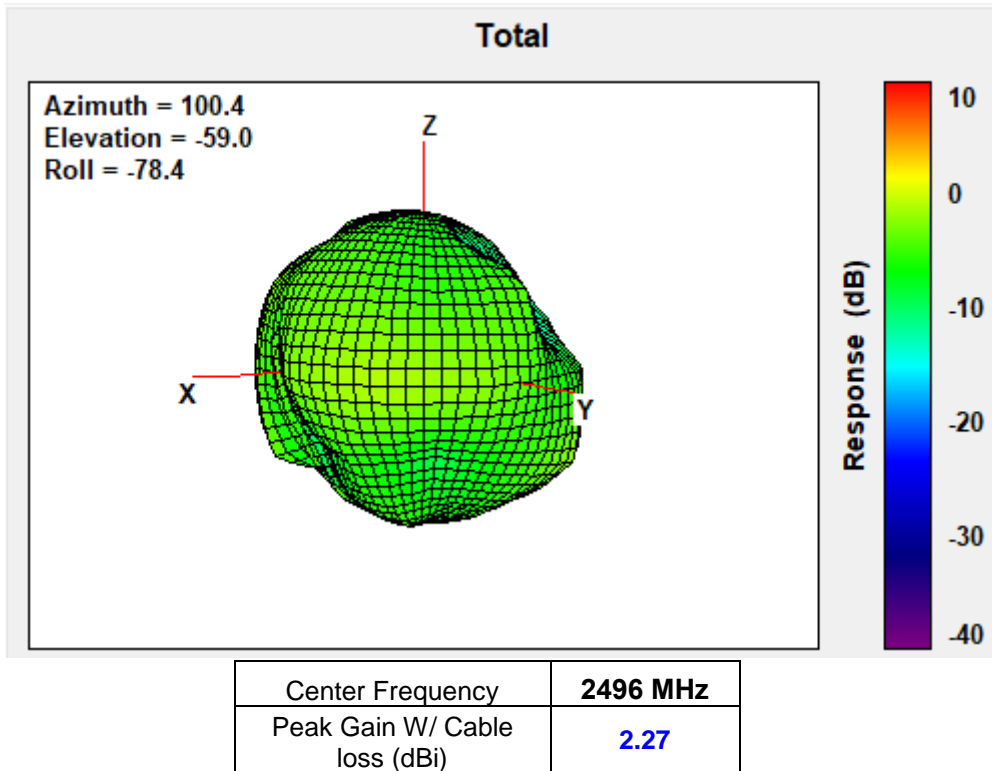 Total
Azimuth = 100.4
Elevation = -59.0
Roll = -78.4
Z
X
Y
10
0
-10
-20
-30
-40
Response (dB)
Center Frequency 2496 MHz
Peak Gain W/ Cable
loss (dBi) 2.27